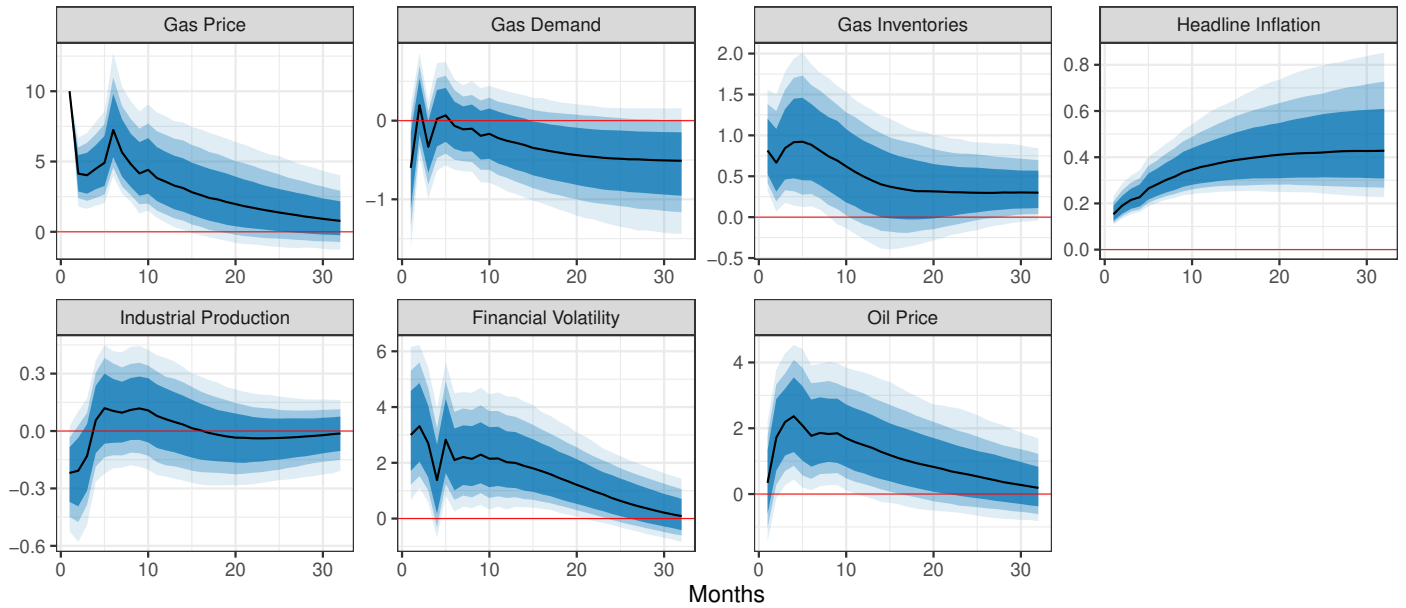 Gas Price
Gas Demand
Gas Inventories
Headline Inflation
10
5
0
0 10 20 30
0
−1
0 10 20 30
2.0
1.5
1.0
0.5
0.0
−0.5
0 10 20 30
0.8
0.6
0.4
0.2
0.0
0 10 20 30
Industrial Production
Financial Volatility
Oil Price
0.3
0.0
−0.3
−0.6
0 10 20 30
6
4
2
0
0 10 20 30
4
2
0
0 10 20 30
Months